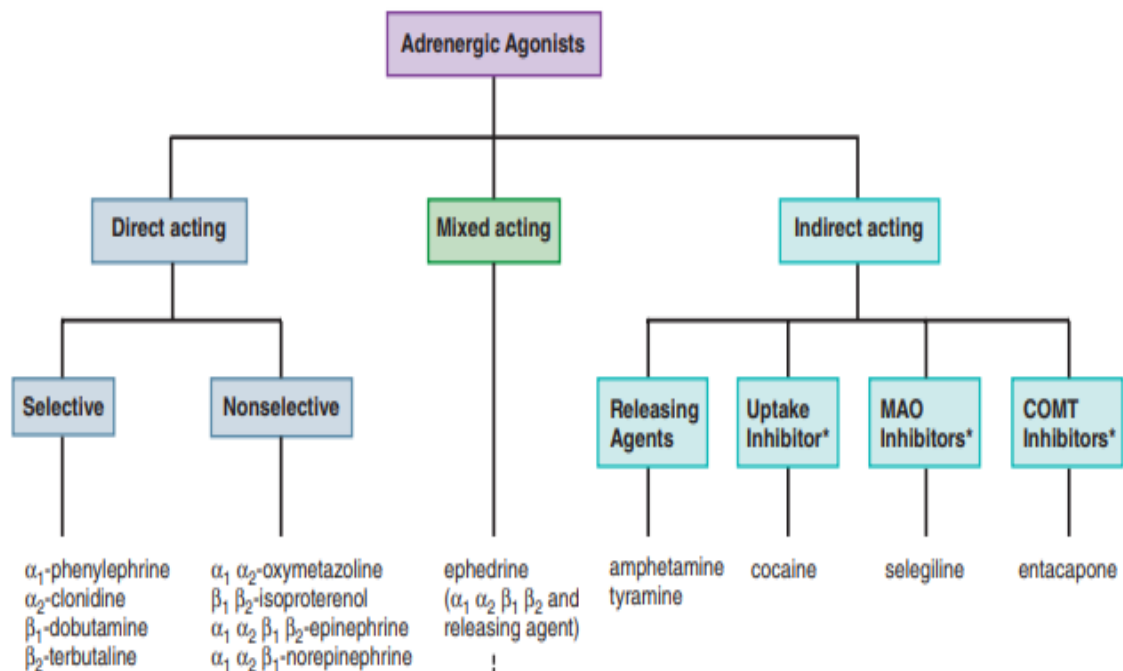 Adrenergic Agonists
Direct acting
Mixed acting
Indirect acting
Selective
Nonselective
Releasing
Agents
Uptake
Inhibitor*
MAO
Inhibitors*
COMT
Inhibitors*
α₁-phenylephrine
α₂-clonidine
β₁-dobutamine
β₂-terbutaline
α₁ α₂-oxymetazoline
β₁ β₂-isoproterenol
α₁ α₂ β₁ β₂-epinephrine
α₁ α₂ β₁-norepinephrine
ephedrine
(α₁ α₂ β₁ β₂ and
releasing agent)
!
amphetamine
tyramine
cocaine
selegiline
entacapone